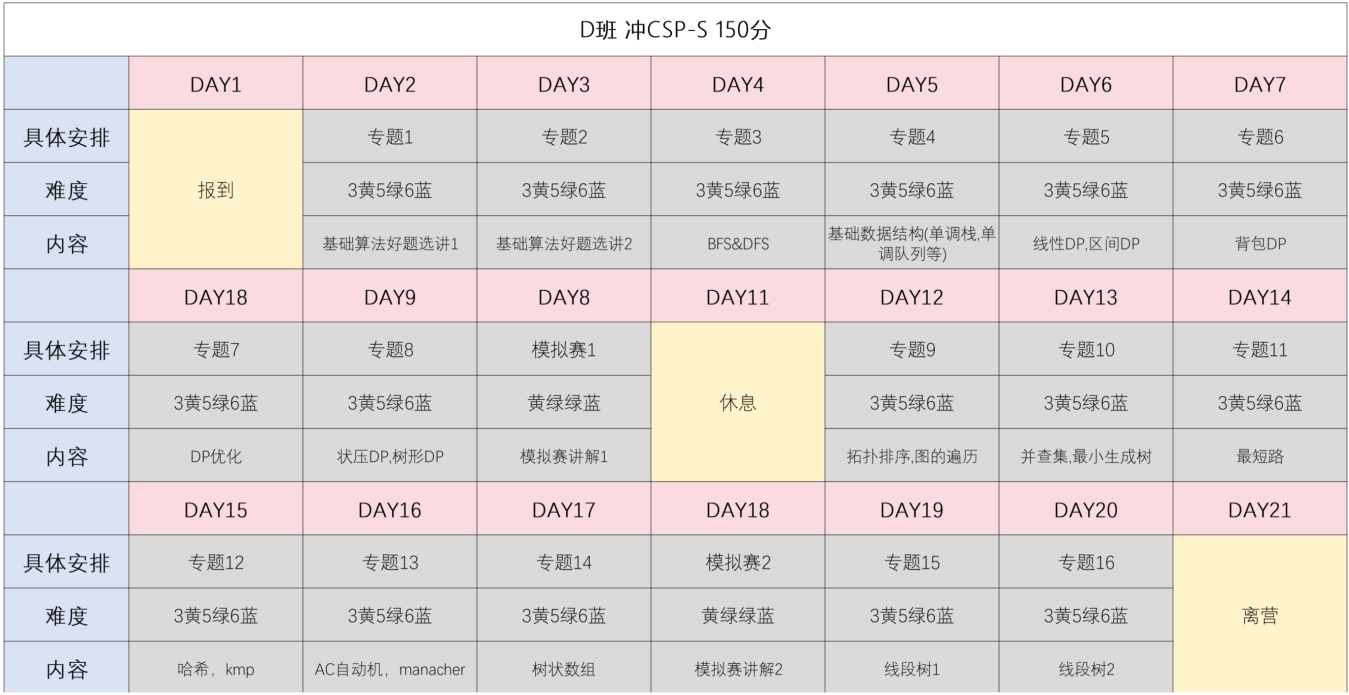 D班 冲CSP-S 150分
DAY1 DAY2 DAY3 DAY4 DAY5 DAY6 DAY7
具体安排 专题1 专题2 专题3 专题4 专题5 专题6
难度 报到 3黄5绿6蓝 3黄5绿6蓝 3黄5绿6蓝 3黄5绿6蓝 3黄5绿6蓝 3黄5绿6蓝
内容 基础算法好题选讲1 基础算法好题选讲2 BFS&DFS 基础数据结构(单调栈,单
调队列等) 线性DP,区间DP 背包DP
DAY18 DAY9 DAY8 DAY11 DAY12 DAY13 DAY14
具体安排 专题7 专题8 模拟赛1 专题9 专题10 专题11
难度 3黄5绿6蓝 3黄5绿6蓝 黄绿绿蓝 休息 3黄5绿6蓝 3黄5绿6蓝 3黄5绿6蓝
内容 DP优化 状压DP,树形DP 模拟赛讲解1 拓扑排序,图的遍历 并查集,最小生成树 最短路
DAY15 DAY16 DAY17 DAY18 DAY19 DAY20 DAY21
具体安排 专题12 专题13 专题14 模拟赛2 专题15 专题16
难度 3黄5绿6蓝 3黄5绿6蓝 3黄5绿6蓝 黄绿绿蓝 3黄5绿6蓝 3黄5绿6蓝 离营
内容 哈希，kmp AC自动机，manacher 树状数组 模拟赛讲解2 线段树1 线段树2